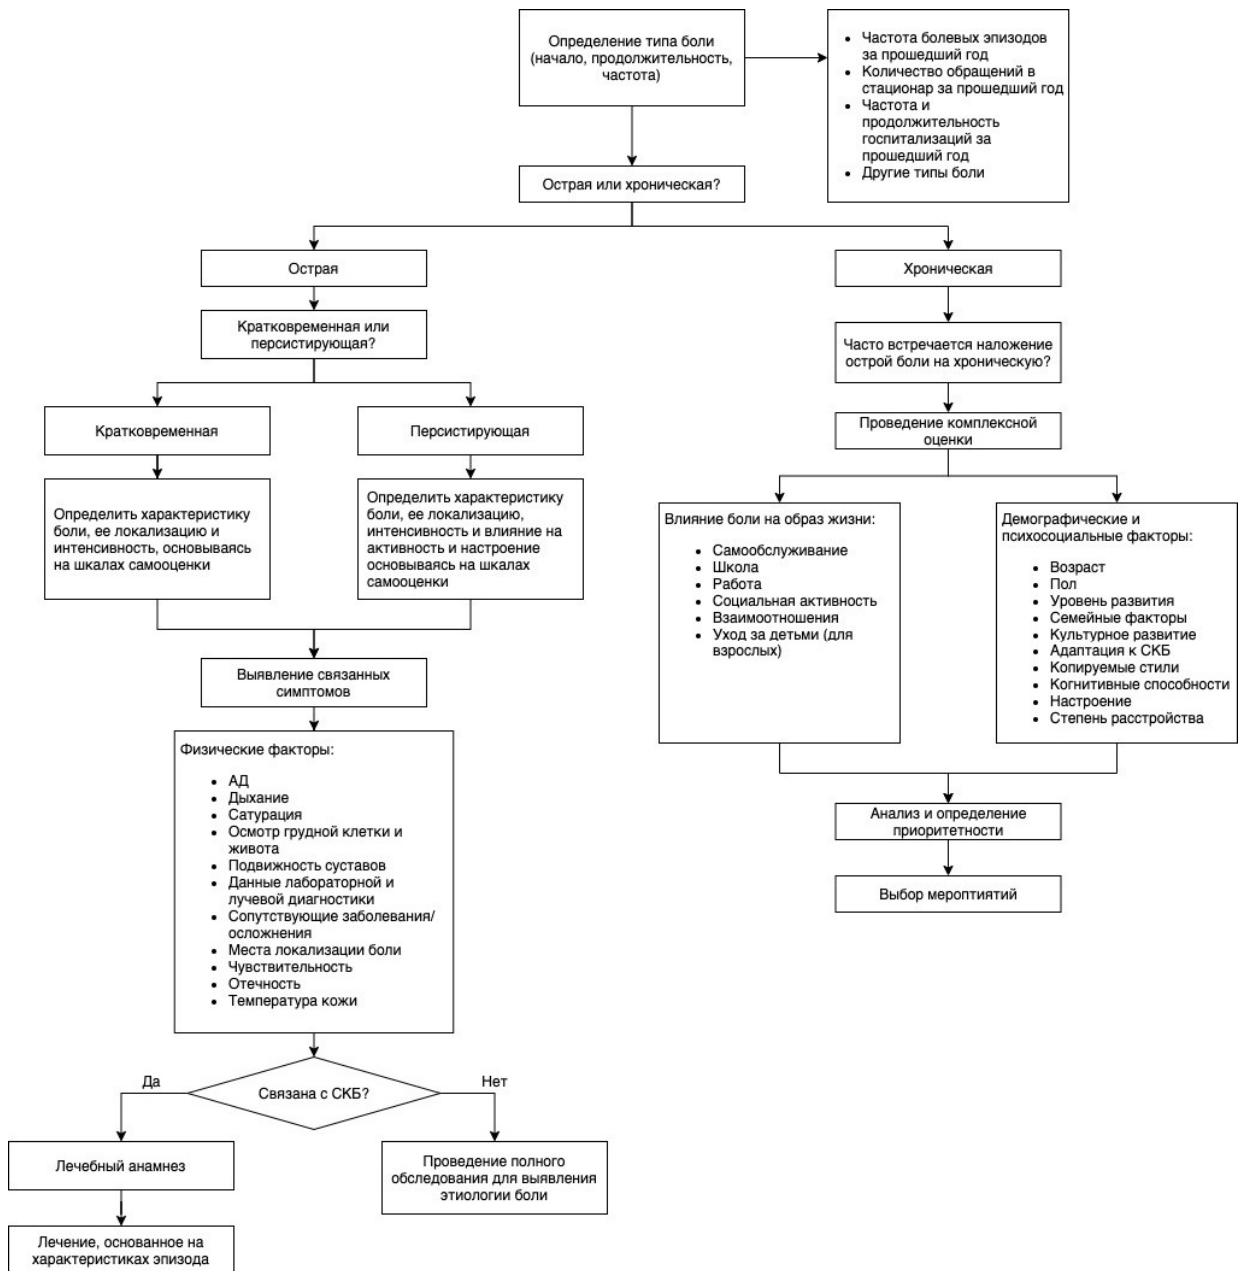 Определение типа боли
(начало, продолжительность,
частота)
• Частота болевых эпизодов
за прошедший год
• Количество обращений в
стационар за прошедший год
• Частота и
продолжительность
госпитализаций за
прошедший год
• Другие типы боли
Острая или хроническая?
Острая
Хроническая
Кратковременная или
персистирующая?
Часто встречается наложение
острой боли на хроническую?
Кратковременная
Персистирующая
Проведение комплексной
оценки
Определить характеристику
боли, ее локализацию и
интенсивность, основываясь
на шкалах самооценки
Определить характеристику
боли, ее локализацию,
интенсивность и влияние на
активность и настроение
основываясь на шкалах
самооценки
Влияние боли на образ жизни:
• Самообслуживание
• Школа
• Работа
• Социальная активность
• Взаимоотношения
• Уход за детьми (для
взрослых)
Демографические и
психосоциальные факторы:
• Возраст
• Пол
• Уровень развития
• Семейные факторы
• Культурное развитие
• Адаптация к СКБ
• Копируемые стили
• Когнитивные способности
• Настроение
• Степень расстройства
Выявление связанных
симптомов
Физические факторы:
• АД
• Дыхание
• Сатурация
• Осмотр грудной клетки и
живота
• Подвижность суставов
• Данные лабораторной и
лучевой диагностики
• Сопутствующие заболевания/
осложнения
• Места локализации боли
• Чувствительность
• Отечность
• Температура кожи
Анализ и определение
приоритетности
Выбор мероптиятий
Связана с СКБ?
Да
Нет
Лечебный анамнез
Проведение полного
обследования для выявления
этиологии боли
Лечение, основанное на
характеристиках эпизода